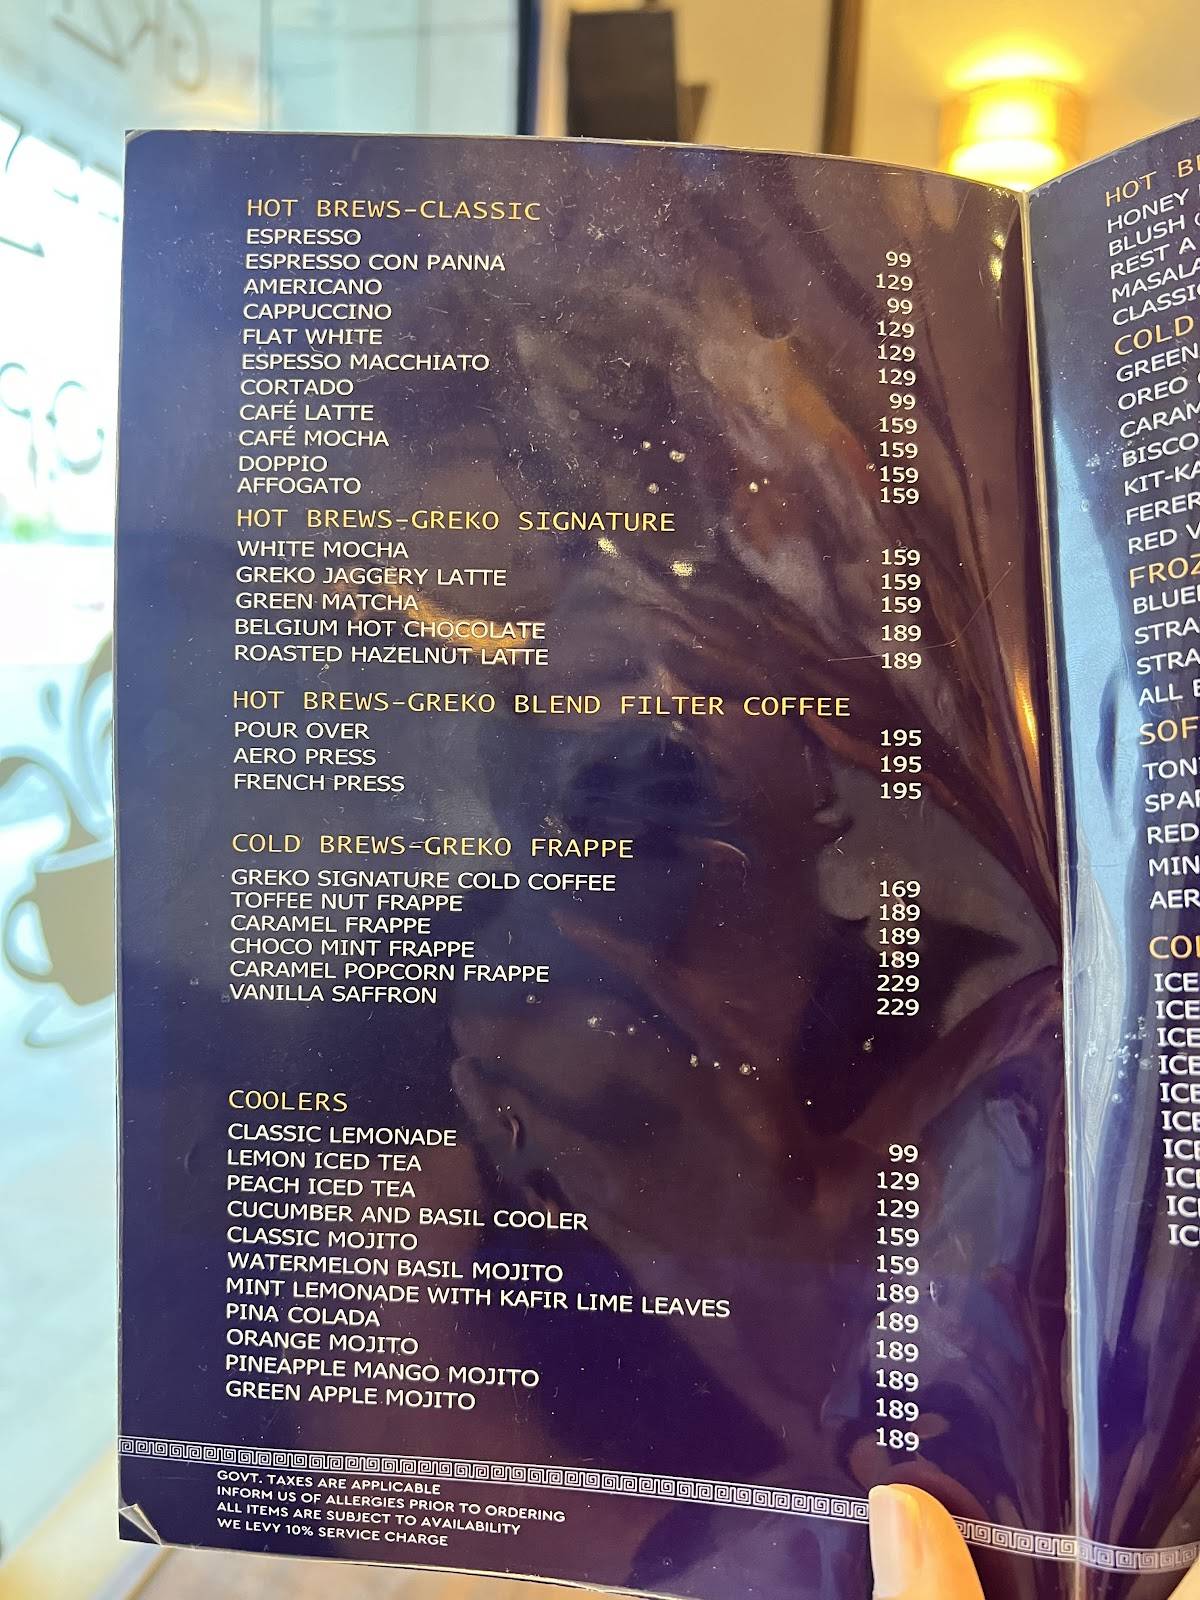 HOT BREWS-CLASSIC
ESPRESSO 99
ESPRESSO CON PANNA 129
AMERICANO 99
CAPPUCCINO 129
FLAT WHITE 129
ESPESSO MACCHIATO 129
CORTADO 99
CAFÉ LATTE 159
CAFÉ MOCHA 159
DOPPIO 159
AFFOGATO 159
HOT BREWS-GREKO SIGNATURE
WHITE MOCHA 159
GREKO JAGGERY LATTE 159
GREEN MATCHA 159
BELGIUM HOT CHOCOLATE 189
ROASTED HAZELNUT LATTE 189
HOT BREWS-GREKO BLEND FILTER COFFEE
POUR OVER 195
AERO PRESS 195
FRENCH PRESS 195
COLD BREWS-GREKO FRAPPE
GREKO SIGNATURE COLD COFFEE 169
TOFFEE NUT FRAPPE 189
CARAMEL FRAPPE 189
CHOCO MINT FRAPPE 189
CARAMEL POPCORN FRAPPE 229
VANILLA SAFFRON 229
COOLERS
CLASSIC LEMONADE 99
LEMON ICED TEA 129
PEACH ICED TEA 129
CUCUMBER AND BASIL COOLER 159
CLASSIC MOJITO 159
WATERMELON BASIL MOJITO 189
MINT LEMONADE WITH KAFIR LIME LEAVES 189
PINA COLADA 189
ORANGE MOJITO 189
PINEAPPLE MANGO MOJITO 189
GREEN APPLE MOJITO 189
GOVT. TAXES ARE APPLICABLE
INFORM US OF ALLERGIES PRIOR TO ORDERING
ALL ITEMS ARE SUBJECT TO AVAILABILITY
WE LEVY 10% SERVICE CHARGE
HOT
HONEY
BLUSH
REST A
MASALA
CLASSIC
COLD
GREEN
OREO
CARAM
BISCO
KIT-KA
FERER
RED V
FROZ
BLUE
STRA
STRA
ALL
SOF
TON
SPA
RED
MIN
AER
CO
ICE
ICE
ICE
ICE
ICE
ICE
ICE
IC
IC
IC